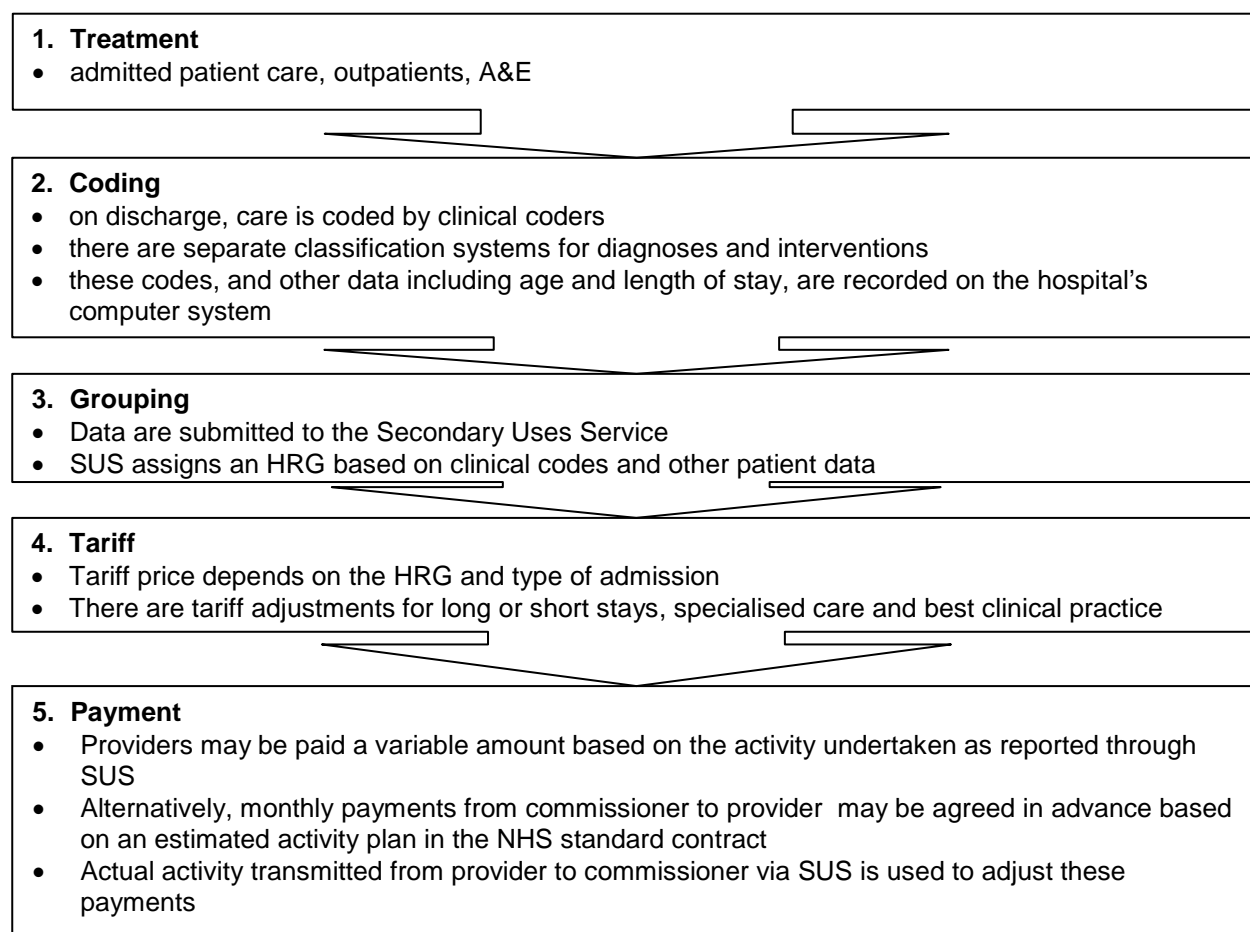 1. Treatment
• admitted patient care, outpatients, A&E
2. Coding
• on discharge, care is coded by clinical coders
• there are separate classification systems for diagnoses and interventions
• these codes, and other data including age and length of stay, are recorded on the hospital's
computer system
3. Grouping
• Data are submitted to the Secondary Uses Service
• SUS assigns an HRG based on clinical codes and other patient data
4. Tariff
• Tariff price depends on the HRG and type of admission
• There are tariff adjustments for long or short stays, specialised care and best clinical practice
5. Payment
• Providers may be paid a variable amount based on the activity undertaken as reported through
SUS
• Alternatively, monthly payments from commissioner to provider may be agreed in advance based
on an estimated activity plan in the NHS standard contract
• Actual activity transmitted from provider to commissioner via SUS is used to adjust these
payments